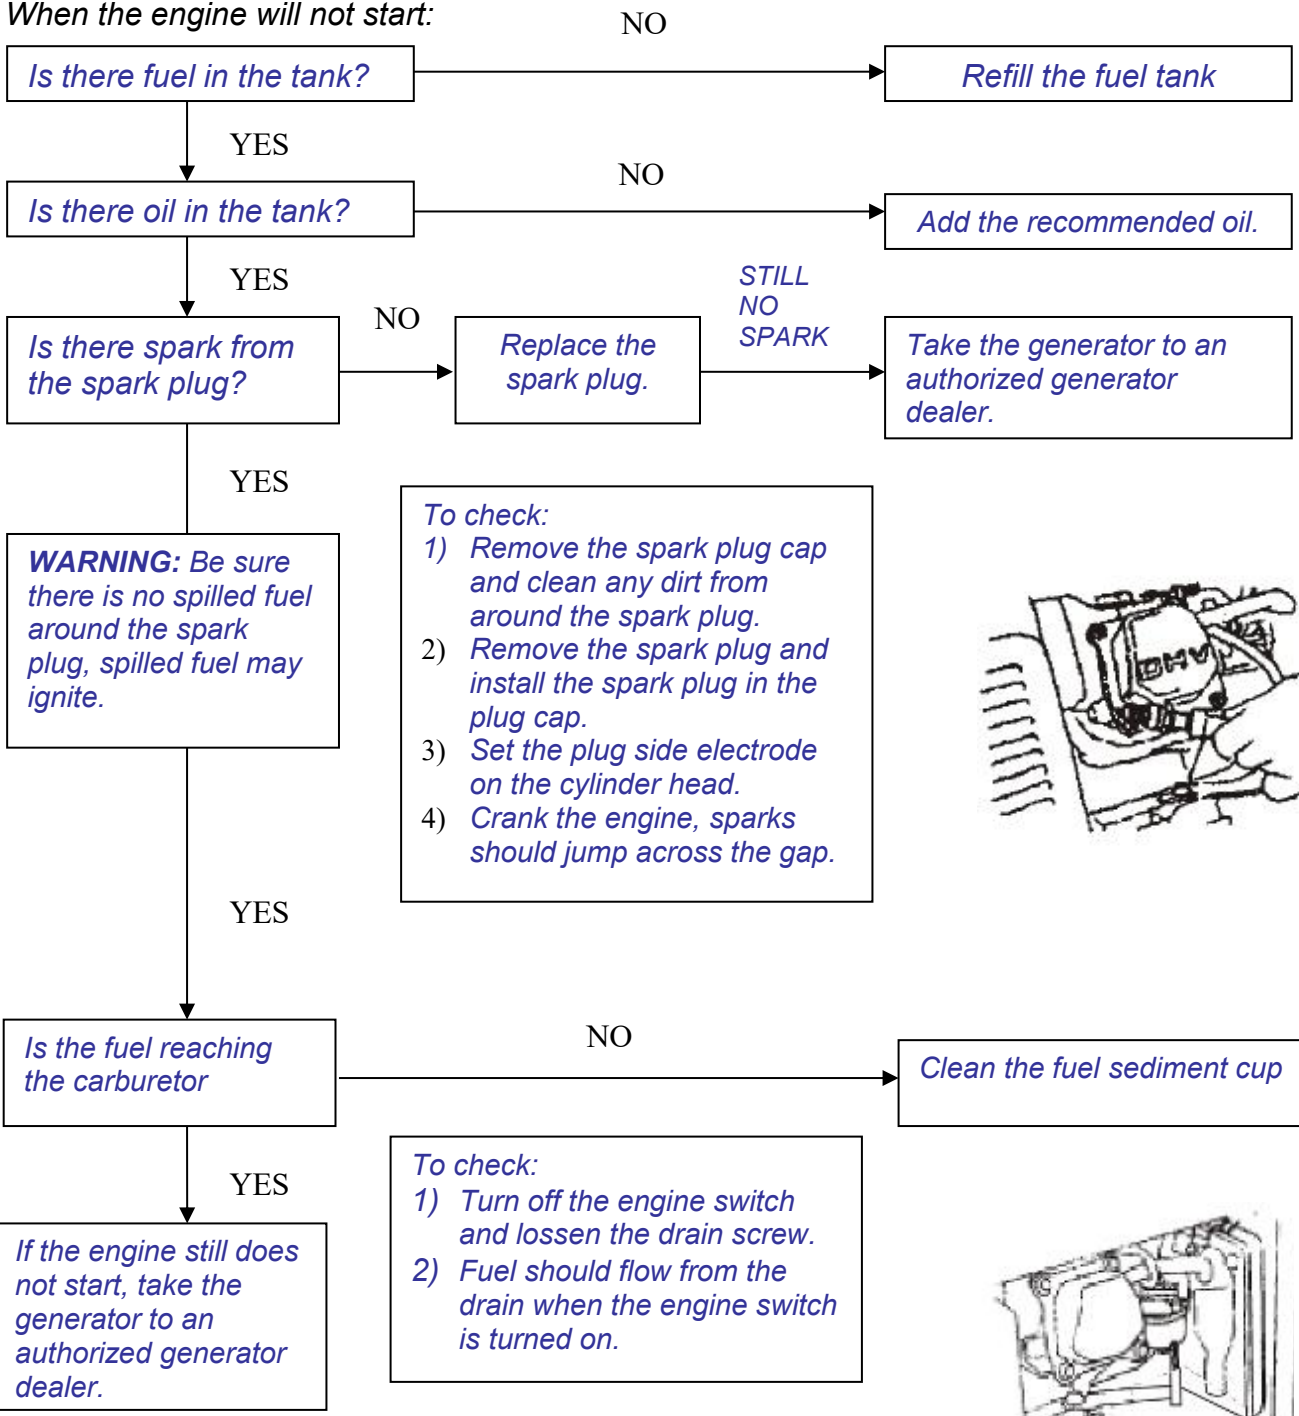 When the engine will not start:
NO
Is there fuel in the tank?
Refill the fuel tank
YES
NO
Is there oil in the tank?
Add the recommended oil.
YES
NO
STILL
NO
SPARK
Is there spark from
the spark plug?
Replace the
spark plug.
Take the generator to an
authorized generator
dealer.
YES
WARNING: Be sure
there is no spilled fuel
around the spark
plug, spilled fuel may
ignite.
To check:
1) Remove the spark plug cap
and clean any dirt from
around the spark plug.
2) Remove the spark plug and
install the spark plug in the
plug cap.
3) Set the plug side electrode
on the cylinder head.
4) Crank the engine, sparks
should jump across the gap.
OHV
YES
NO
Is the fuel reaching
the carburetor
Clean the fuel sediment cup
YES
To check:
1) Turn off the engine switch
and lossen the drain screw.
2) Fuel should flow from the
drain when the engine switch
is turned on.
If the engine still does
not start, take the
generator to an
authorized generator
dealer.